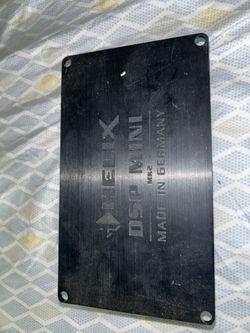 HELIX
DSP MINI
MK2
MADE IN GERMANY